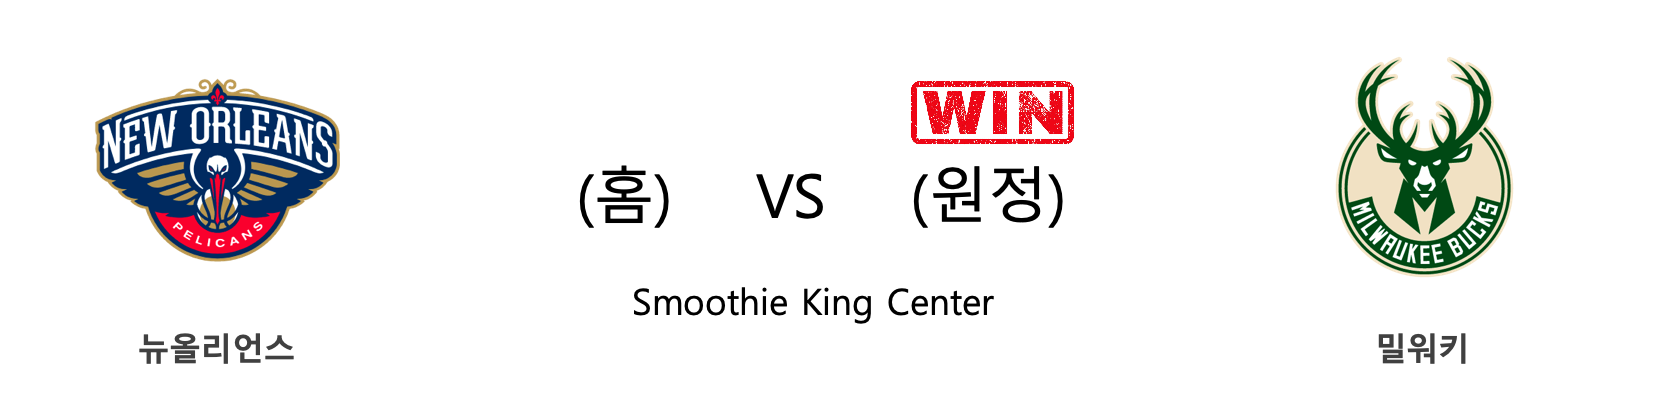 NEW ORLEANS
PELICANS
뉴올리언스
WIN
(홈) VS (원정)
Smoothie King Center
MILWAUKEE BUCKS
밀워키